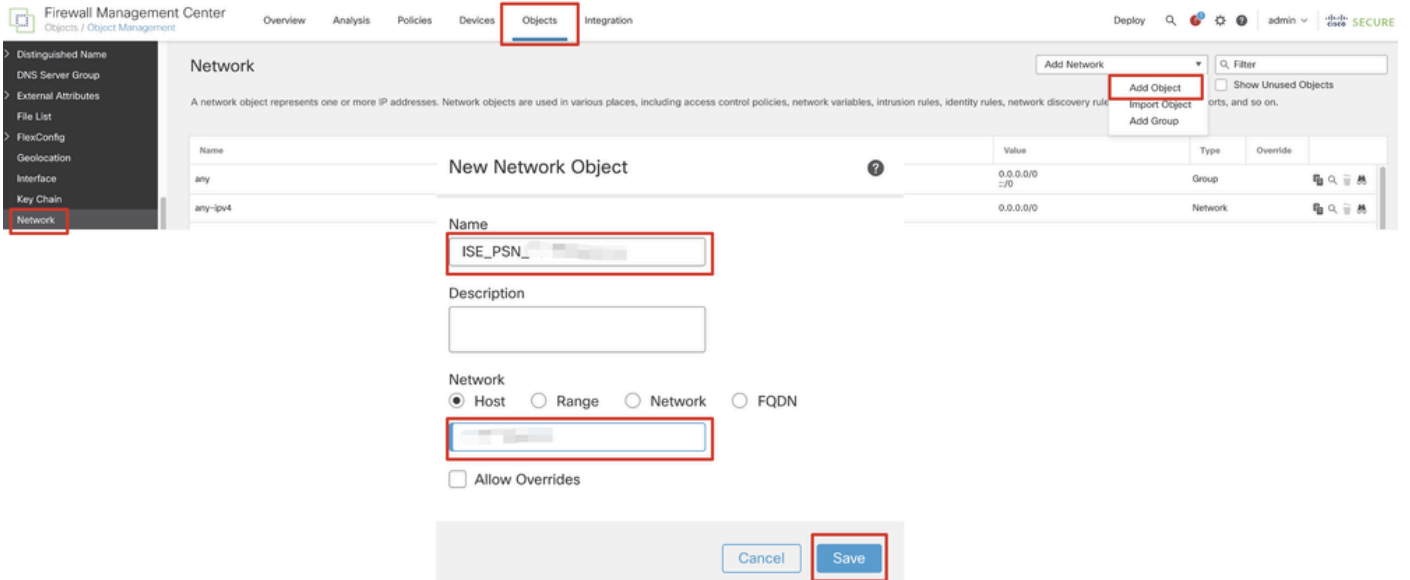 Firewall Management Center
Objects / Object Management
Overview Analysis Policies Devices Objects Integration
Deploy admin cisco SECURE
Distinguished Name
DNS Server Group
External Attributes
File List
FlexConfig
Geolocation
Interface
Key Chain
Network
Network
Add Network
Filter
Add Object
Import Object
Add Group
Show Unused Objects
A network object represents one or more IP addresses. Network objects are used in various places, including access control policies, network variables, intrusion rules, identity rules, network discovery rule orts, and so on.
Name Value Type Override
any 0.0.0.0/0 Group
::/0
any-ipv4 0.0.0.0/0 Network
New Network Object
Name
ISE_PSN_
Description
Network
Host Range Network FQDN
Allow Overrides
Cancel Save